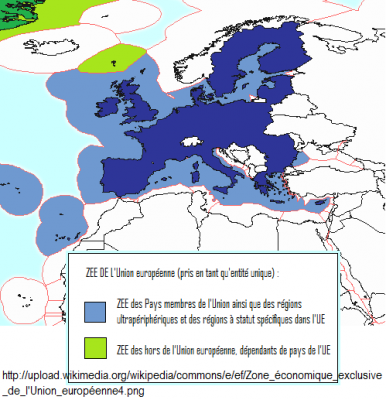 ZEE DE L'Union européenne (pris en tant qu'entité unique) :
ZEE des Pays membres de l'Union ainsi que des régions
ultrapériphériques et des régions à statut spécifiques dans l'UE
ZEE des hors de l'Union européenne, dépendants de pays de l'UE
http://upload.wikimedia.org/wikipedia/commons/e/ef/Zone_économique_exclusive
_de_l'Union_européenne4.png